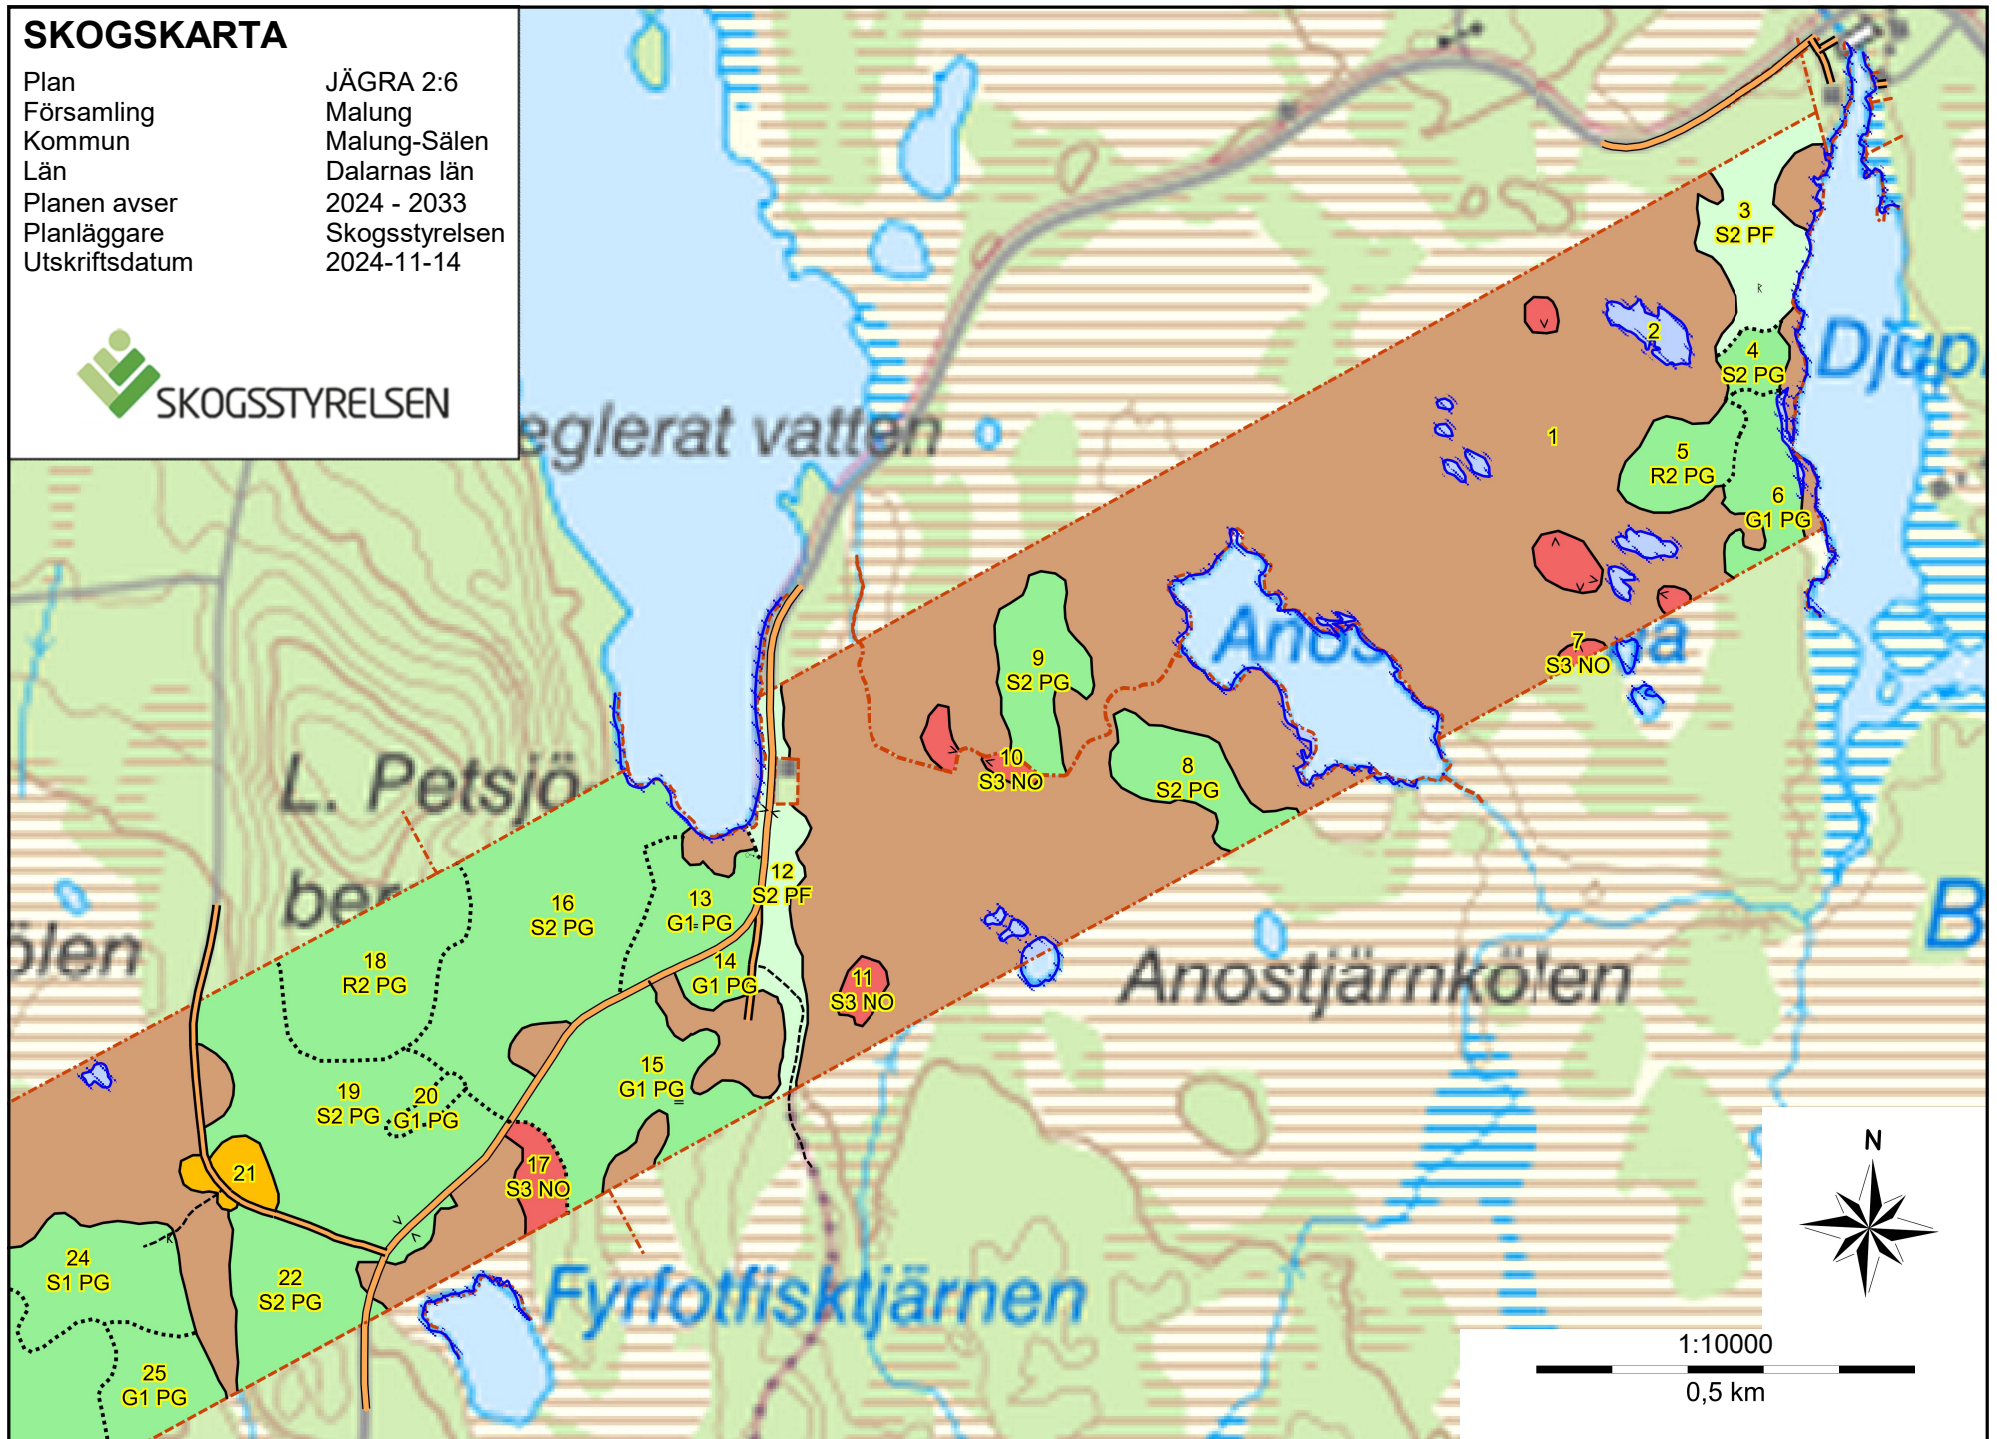 SKOGSKARTA
Plan JÄGRA 2:6
Församling Malung
Kommun Malung-Sälen
Län Dalarnas län
Planen avser 2024 - 2033
Planläggare Skogsstyrelsen
Utskriftsdatum 2024-11-14
SKOGSSTYRELSEN
eglerat vatten
Djup
3
S2 PF
2
4
S2 PG
1
5
R2 PG
6
G1 PG
Anos
7
S3 NO
9
S2 PG
10
S3 NO
8
S2 PG
L. Petsjö
ber
ölen
12
S2 PF
13
G1 PG
16
S2 PG
18
R2 PG
14
G1 PG
11
S3 NO
Anostjärnkölen
B
15
G1 PG
19
S2 PG
20
G1 PG
17
S3 NO
21
24
S1 PG
22
S2 PG
25
G1 PG
Fyrfotfisktjärnen
N
1:10000
0,5 km